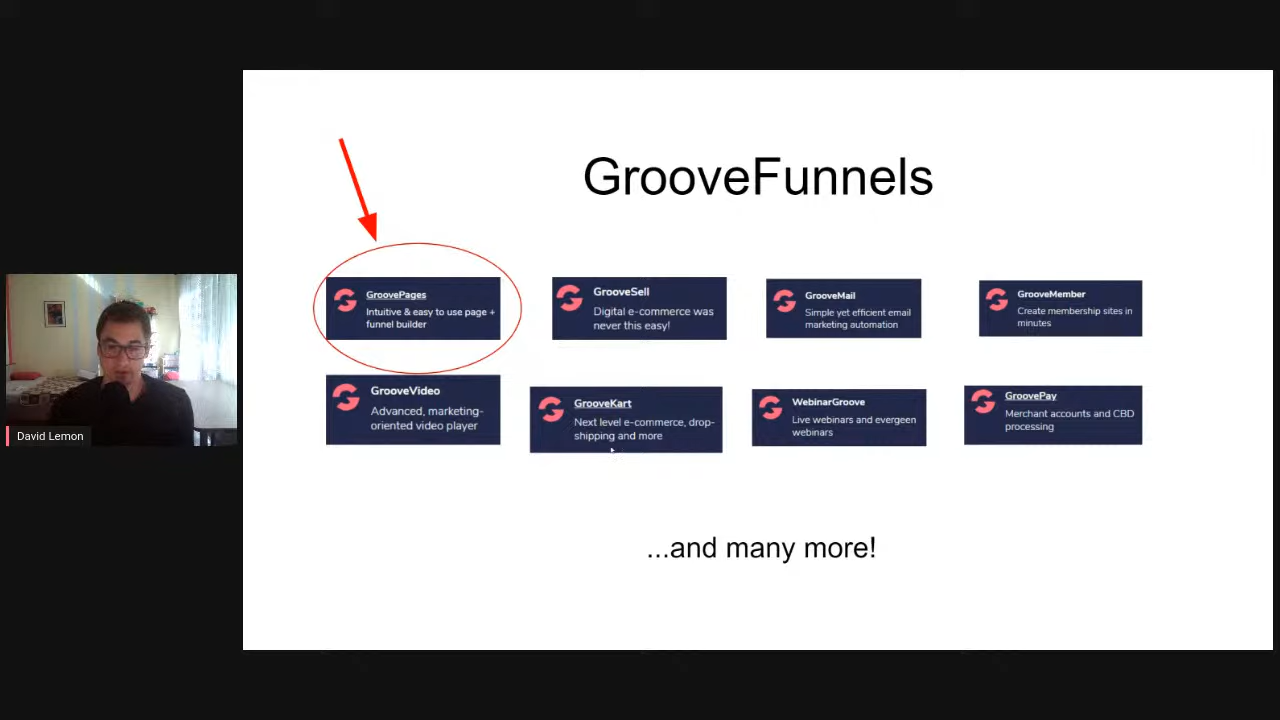 GrooveFunnels
GroovePages
Intuitive & easy to use page +
funnel builder
GrooveSell
Digital e-commerce was
never this easy!
GrooveMail
Simple yet efficient email
marketing automation
GrooveMember
Create membership sites in
minutes
GrooveVideo
Advanced, marketing-
oriented video player
GrooveKart
Next level e-commerce, drop-
shipping and more
WebinarGroove
Live webinars and evergeen
webinars
GroovePay
Merchant accounts and CBD
processing
David Lemon
...and many more!